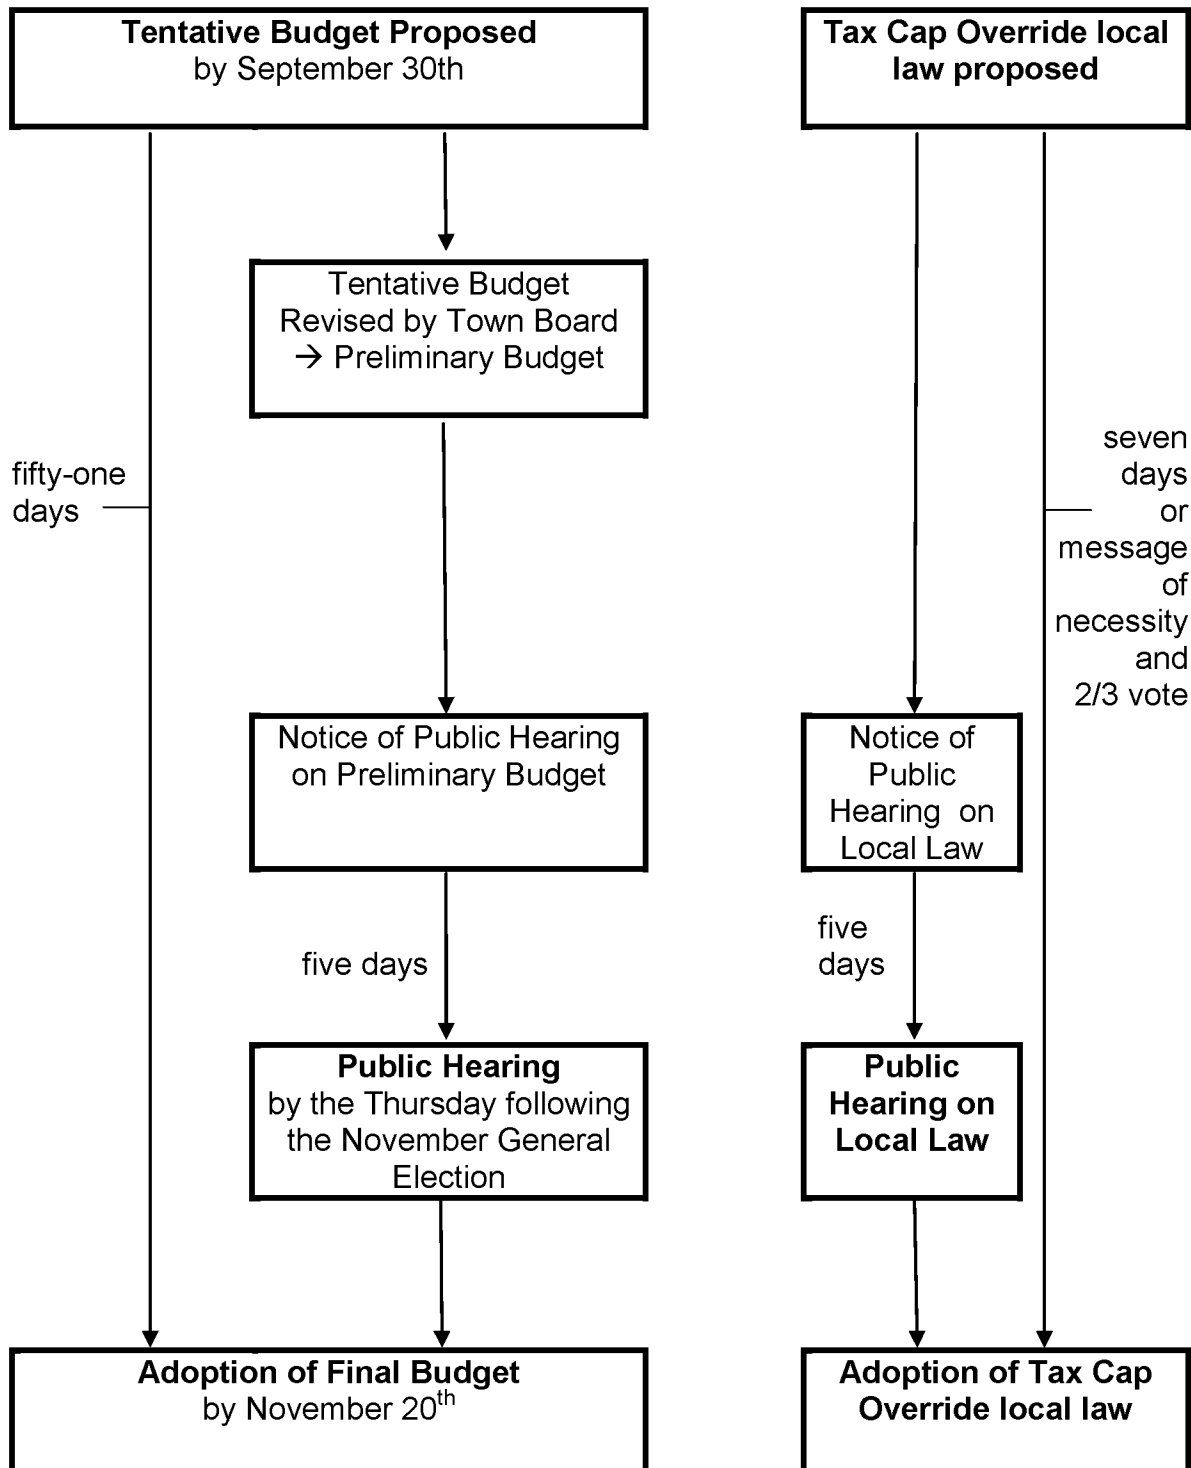 Tentative Budget Proposed
by September 30th
Tax Cap Override local
law proposed
Tentative Budget
Revised by Town Board
→ Preliminary Budget
fifty-one
days
seven
days
or
message
of
necessity
and
2/3 vote
Notice of Public Hearing
on Preliminary Budget
Notice of
Public
Hearing on
Local Law
five days
five
days
Public Hearing
by the Thursday following
the November General
Election
Public
Hearing on
Local Law
Adoption of Final Budget
by November 20th
Adoption of Tax Cap
Override local law